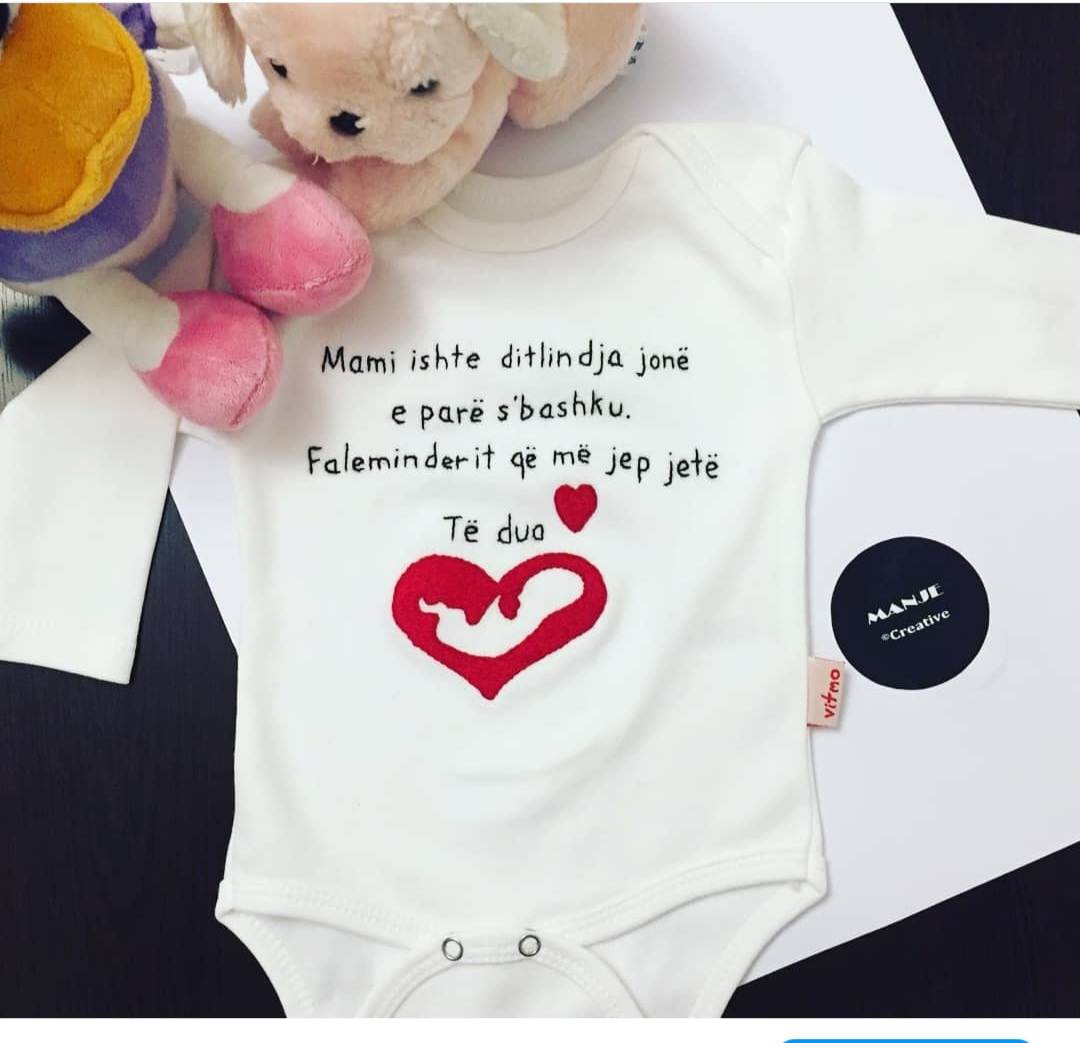 Mami ishte ditlindja jonë
e parë s'bashku.
Faleminderit që më jep jetë
Të dua
MANJE
©Creative
vitmo